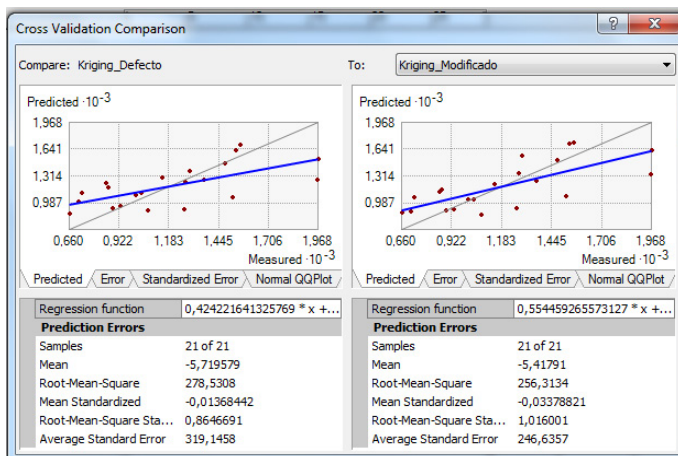 Cross Validation Comparison
Compare: Kriging_Defecto
To: Kriging_Modificado
Predicted ·10⁻³
1,968
1,641
1,314
0,987
0,660 0,922 1,183 1,445 1,706 1,968
Measured ·10⁻³
Predicted Error Standardized Error Normal QQPlot
Regression function 0,424221641325769 * x +...
Prediction Errors
Samples 21 of 21
Mean -5,719579
Root-Mean-Square 278,5308
Mean Standardized -0,01368442
Root-Mean-Square Sta... 0,8646691
Average Standard Error 319,1458
Predicted ·10⁻³
1,968
1,641
1,314
0,987
0,660 0,922 1,183 1,445 1,706 1,968
Measured ·10⁻³
Predicted Error Standardized Error Normal QQPlot
Regression function 0,554459265573127 * x +...
Prediction Errors
Samples 21 of 21
Mean -5,41791
Root-Mean-Square 256,3134
Mean Standardized -0,03378821
Root-Mean-Square Sta... 1,016001
Average Standard Error 246,6357